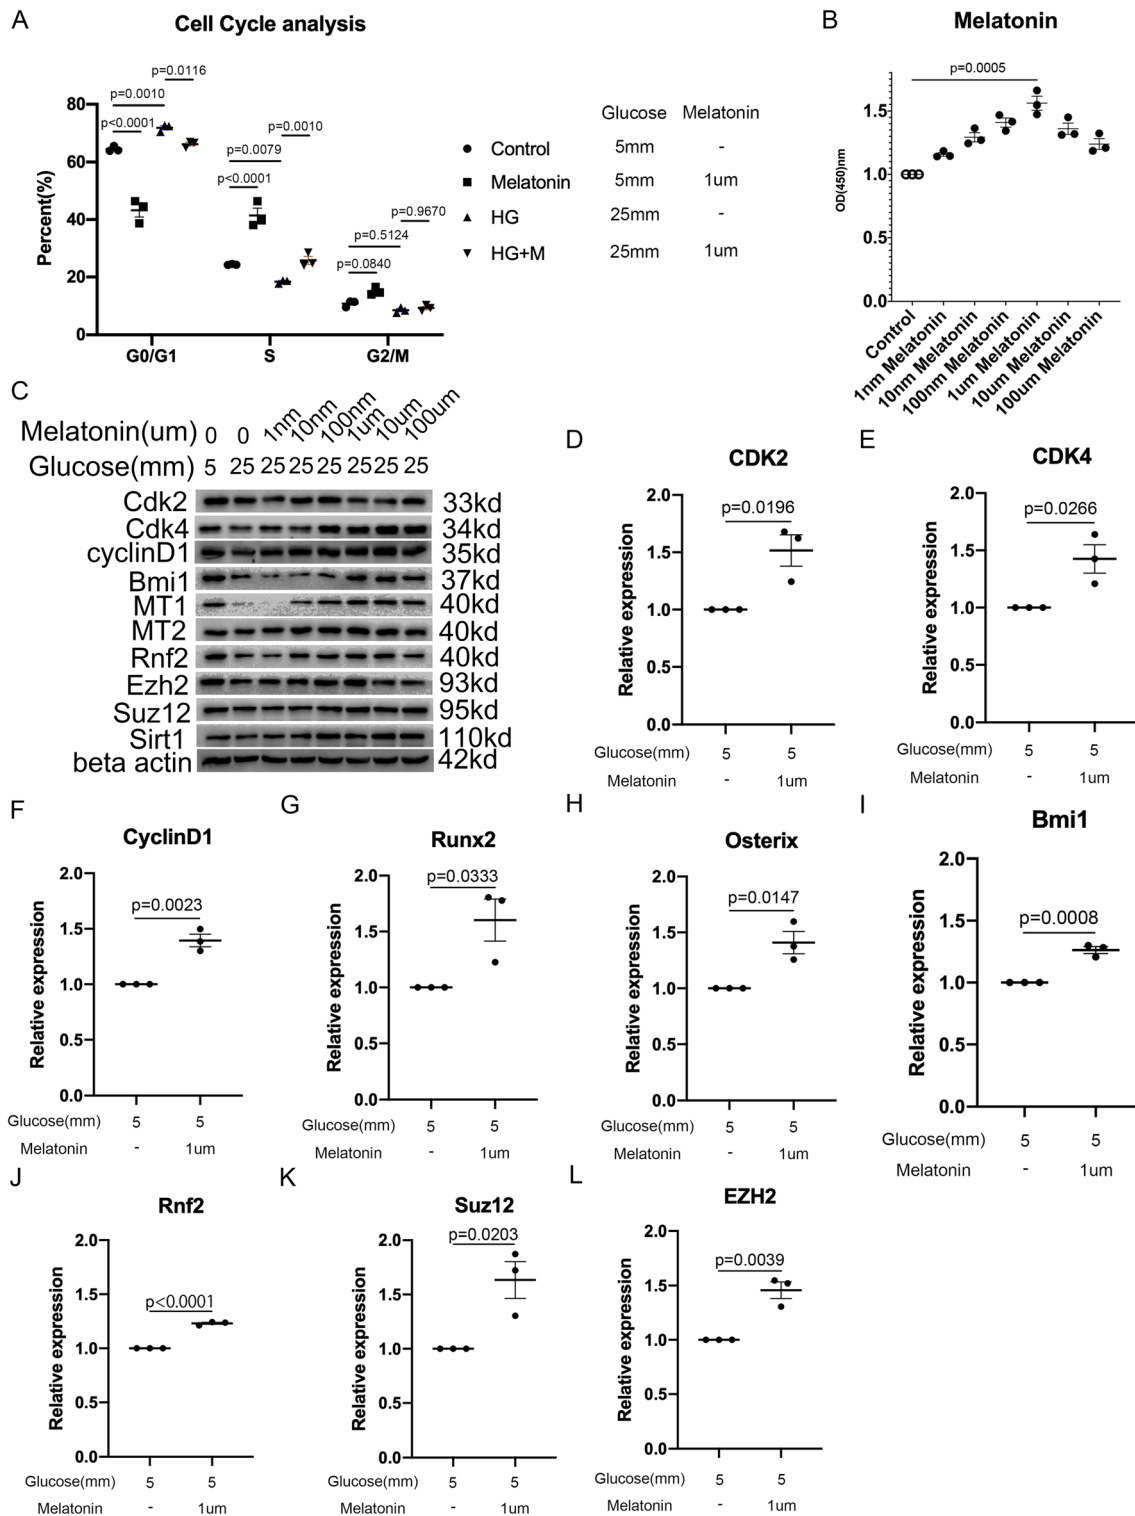 A
Cell Cycle analysis
Percent(%)
80
60
40
20
0
p=0.0116
p=0.0010
p<0.0001
p=0.0010
p=0.0079
p<0.0001
p=0.9670
p=0.5124
p=0.0840
G0/G1 S G2/M
Glucose Melatonin
Control 5mm -
Melatonin 5mm 1um
HG 25mm -
HG+M 25mm 1um
B
Melatonin
p=0.0005
OD(450)nm
1.5
1.0
0.5
0.0
Control
1nm Melatonin
10nm Melatonin
100nm Melatonin
1um Melatonin
10um Melatonin
100um Melatonin
C
Melatonin(um) 0 0 1nm 10nm 100nm 1um 10um 100um
Glucose(mm) 5 25 25 25 25 25 25 25
Cdk2 33kd
Cdk4 34kd
cyclinD1 35kd
Bmi1 37kd
MT1 40kd
MT2 40kd
Rnf2 40kd
Ezh2 93kd
Suz12 95kd
Sirt1 110kd
beta actin 42kd
D
CDK2
p=0.0196
Relative expression
2.0
1.5
1.0
0.5
0.0
Glucose(mm) 5 5
Melatonin - 1um
E
CDK4
p=0.0266
Relative expression
2.0
1.5
1.0
0.5
0.0
Glucose(mm) 5 5
Melatonin - 1um
F
CyclinD1
p=0.0023
Relative expression
2.0
1.5
1.0
0.5
0.0
Glucose(mm) 5 5
Melatonin - 1um
G
Runx2
p=0.0333
Relative expression
2.0
1.5
1.0
0.5
0.0
Glucose(mm) 5 5
Melatonin - 1um
H
Osterix
p=0.0147
Relative expression
2.0
1.5
1.0
0.5
0.0
Glucose(mm) 5 5
Melatonin - 1um
I
Bmi1
p=0.0008
Relative expression
2.0
1.5
1.0
0.5
0.0
Glucose(mm) 5 5
Melatonin - 1um
J
Rnf2
p<0.0001
Relative expression
2.0
1.5
1.0
0.5
0.0
Glucose(mm) 5 5
Melatonin - 1um
K
Suz12
p=0.0203
Relative expression
2.0
1.5
1.0
0.5
0.0
Glucose(mm) 5 5
Melatonin - 1um
L
EZH2
p=0.0039
Relative expression
2.0
1.5
1.0
0.5
0.0
Glucose(mm) 5 5
Melatonin - 1um